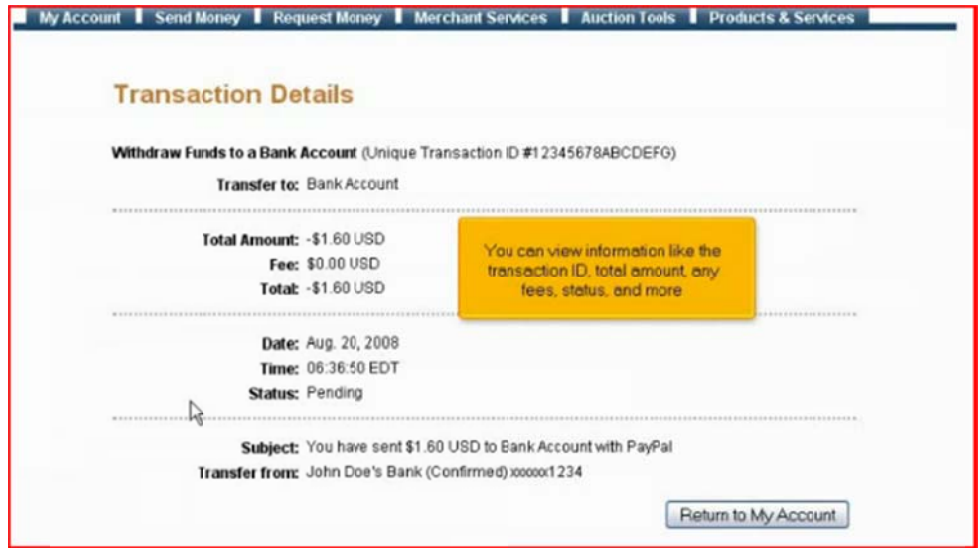 My Account Send Money Request Money Merchant Services Auction Tools Products & Services
Transaction Details
Withdraw Funds to a Bank Account (Unique Transaction ID #12345678ABCDEFG)
Transfer to: Bank Account
Total Amount: -$1.60 USD
Fee: $0.00 USD
Total: -$1.60 USD
You can view information like the
transaction ID, total amount, any
fees, status, and more
Date: Aug. 20, 2008
Time: 06:36:50 EDT
Status: Pending
Subject: You have sent $1.60 USD to Bank Account with PayPal
Transfer from: John Doe's Bank (Confirmed) xxxxxx1234
Return to My Account